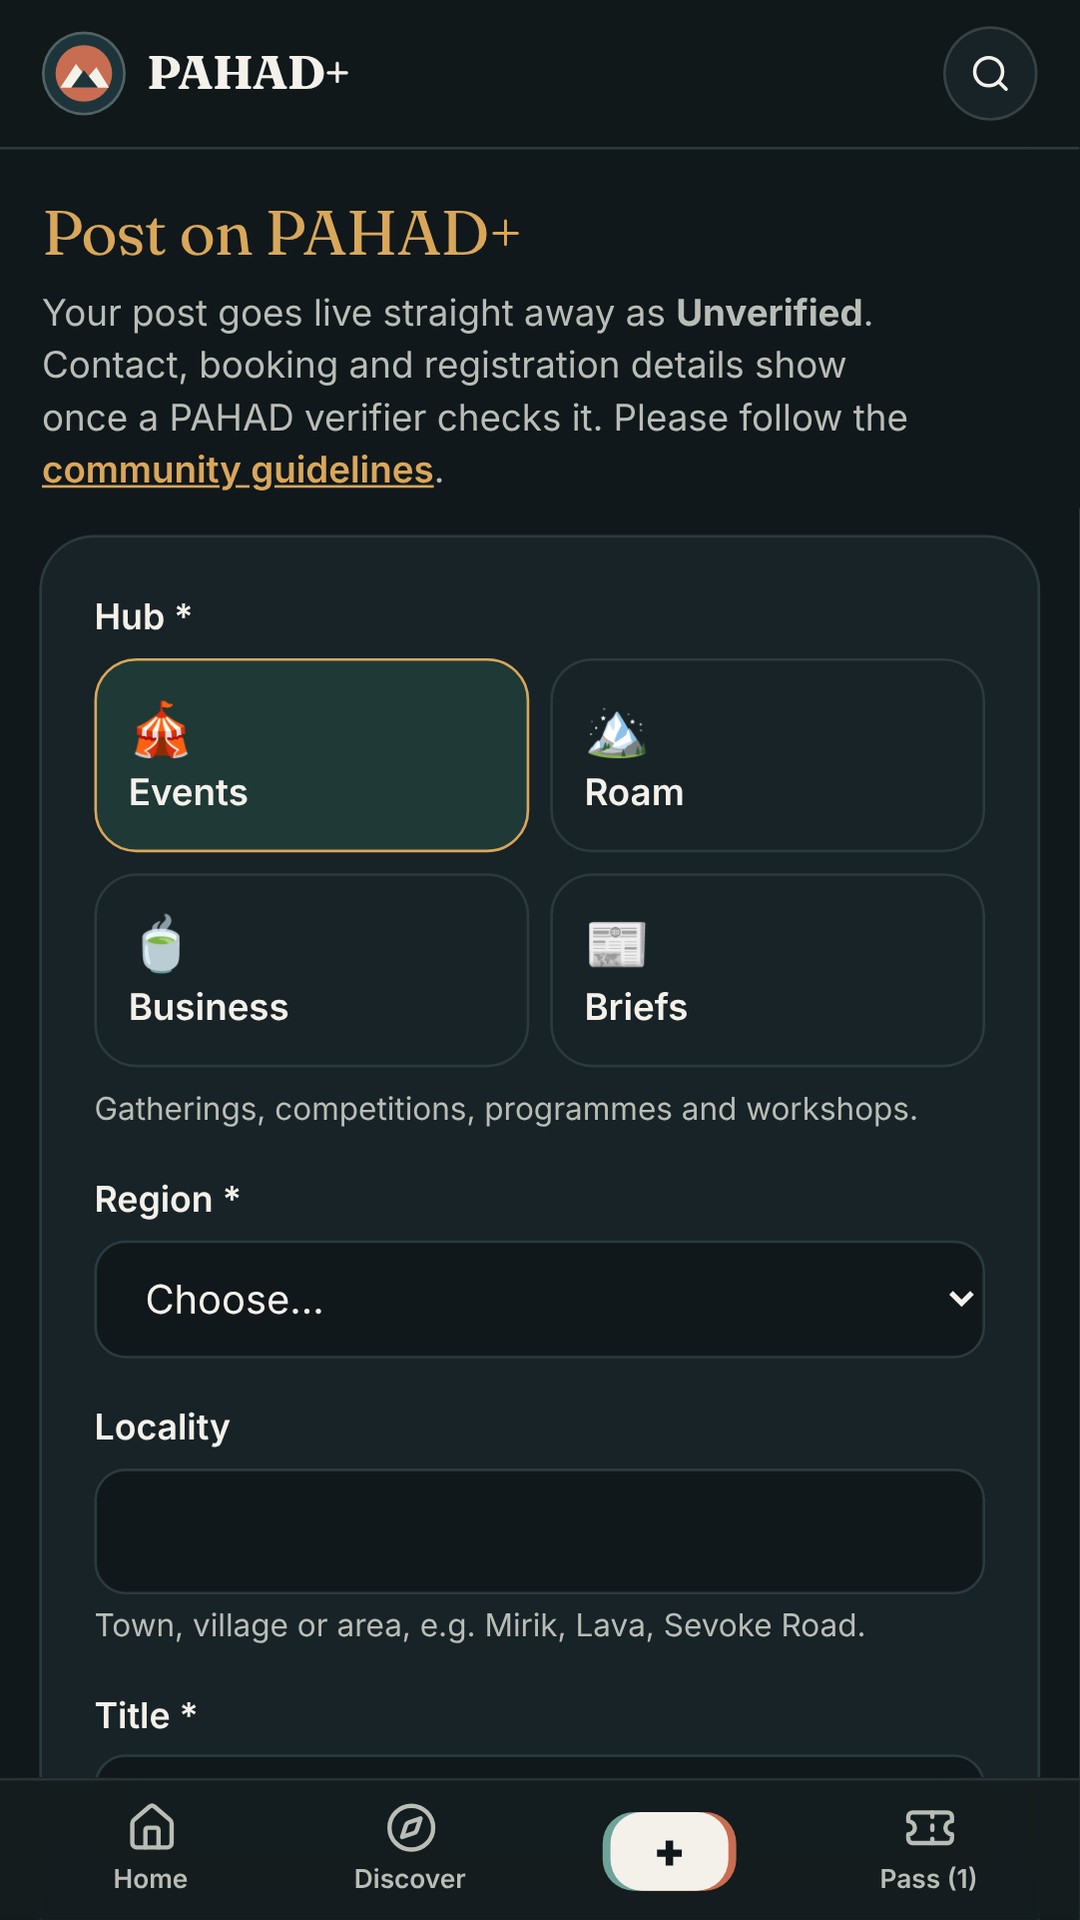 PAHAD+
Post on PAHAD+
Your post goes live straight away as Unverified.
Contact, booking and registration details show
once a PAHAD verifier checks it. Please follow the
community guidelines.
Hub *
Events
Roam
Business
Briefs
Gatherings, competitions, programmes and workshops.
Region *
Choose...
Locality
Town, village or area, e.g. Mirik, Lava, Sevoke Road.
Title *
Home
Discover
+
Pass (1)